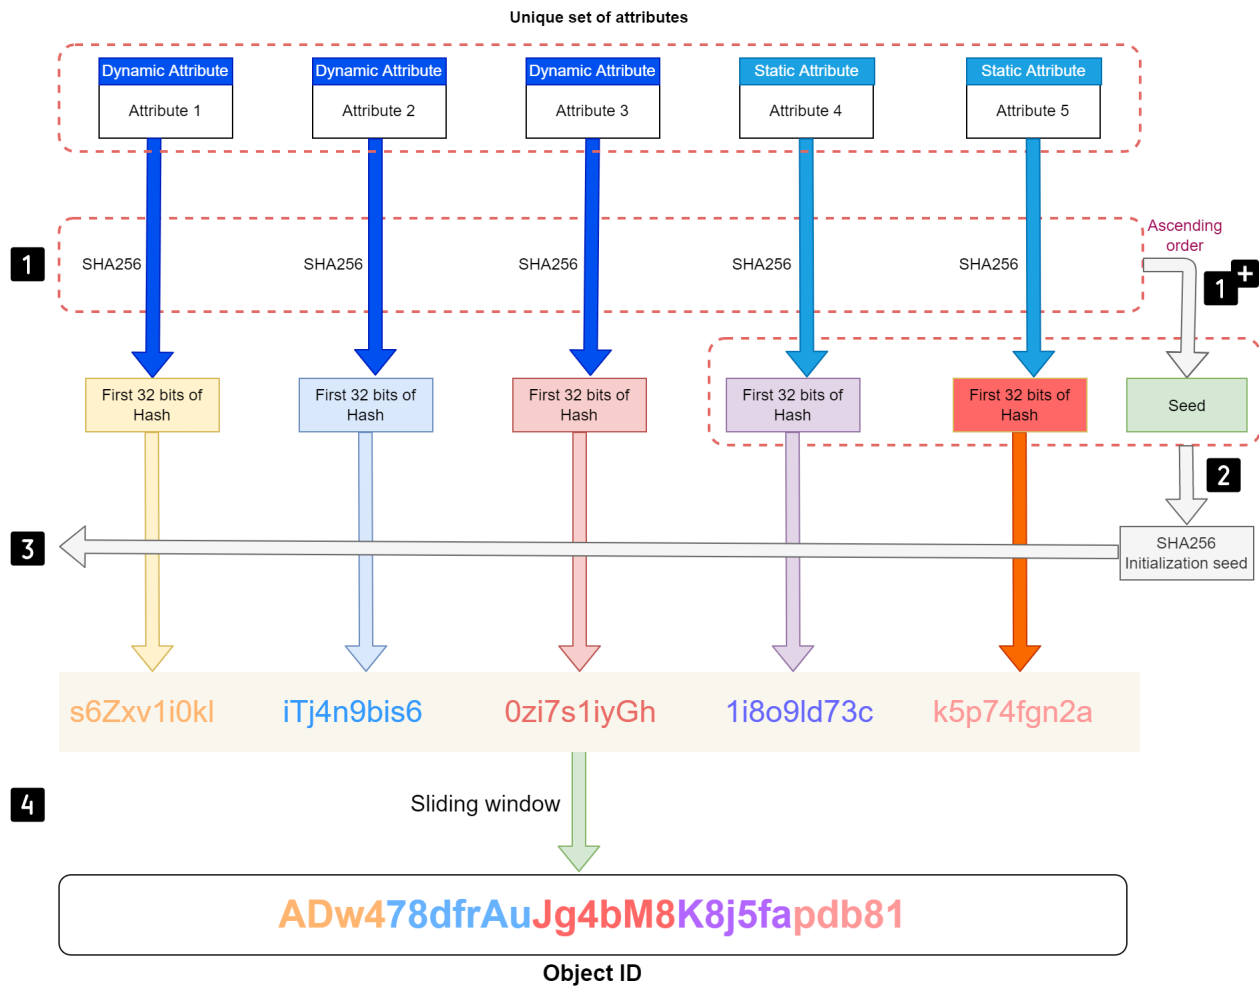 Unique set of attributes
Dynamic Attribute
Dynamic Attribute
Dynamic Attribute
Static Attribute
Static Attribute
Attribute 1
Attribute 2
Attribute 3
Attribute 4
Attribute 5
Ascending
order
1
SHA256
SHA256
SHA256
SHA256
SHA256
1+
First 32 bits of
Hash
First 32 bits of
Hash
First 32 bits of
Hash
First 32 bits of
Hash
First 32 bits of
Hash
Seed
2
3
SHA256
Initialization seed
s6Zxv1i0kl
iTj4n9bis6
0zi7s1iyGh
1i8o9ld73c
k5p74fgn2a
4
Sliding window
ADw478dfrAuJg4bM8K8j5fapdb81
Object ID